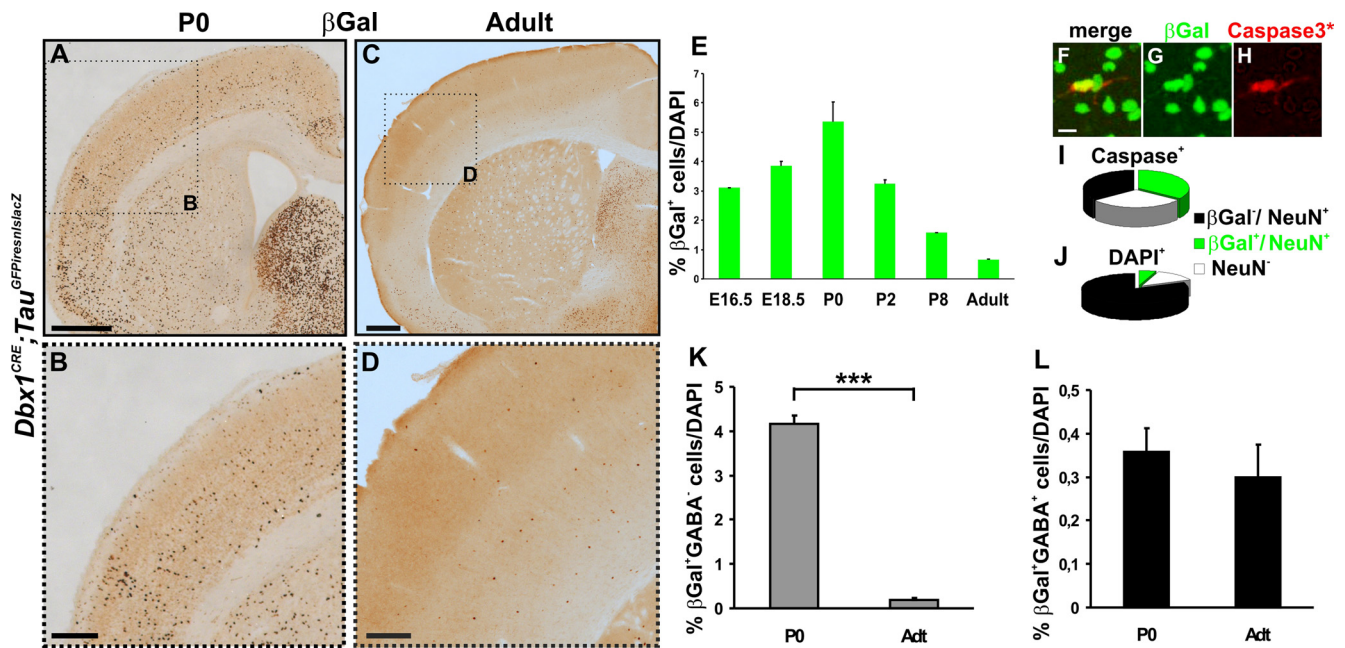 P0 βGal Adult
Dbx1CRE;TauGFPiresnlslacZ
A
B
C
D
B
D
E
% βGal+ cells/DAPI
7
6
5
4
3
2
1
0
E16.5 E18.5 P0 P2 P8 Adult
merge βGal Caspase3*
F G H
I
Caspase+
J
DAPI+
βGal-/ NeuN+
βGal+/ NeuN+
NeuN-
K
% βGal+GABA- cells/DAPI
5
4
3
2
1
0
***
P0 Adt
L
% βGal+GABA+ cells/DAPI
0,5
0,4
0,3
0,2
0,1
0
P0 Adt